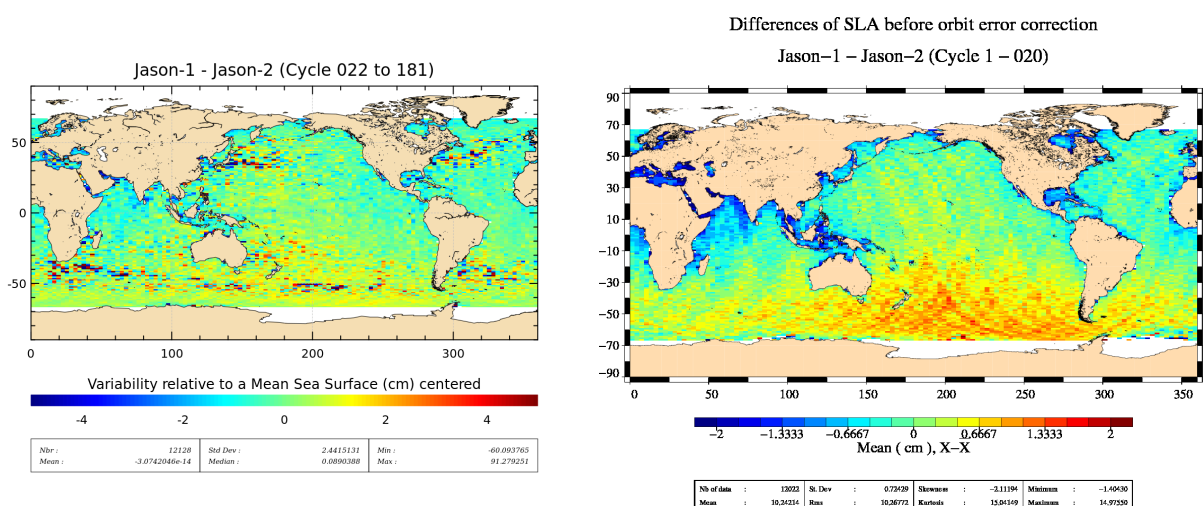 Jason-1 - Jason-2 (Cycle 022 to 181)
50
0
-50
0 100 200 300
Variability relative to a Mean Sea Surface (cm) centered
-4 -2 0 2 4
Nbr : 12128 Std Dev : 2.4415131 Min : -60.093765
Mean : -3.0742046e-14 Median : 0.0890388 Max : 91.279251
Differences of SLA before orbit error correction
Jason−1 − Jason−2 (Cycle 1 − 020)
90
70
50
30
10
−10
−30
−50
−70
−90
0 50 100 150 200 250 300 350
−2 −1.3333 −0.6667 0 0.6667 1.3333 2
Mean ( cm ), X−X
Nb of data : 12022 St. Dev : 0.72429 Skewness : −2.11194 Minimum : −1.40430
Mean : 10.24214 Rms : 10.26772 Kurtosis : 15.04149 Maximum : 14.97550